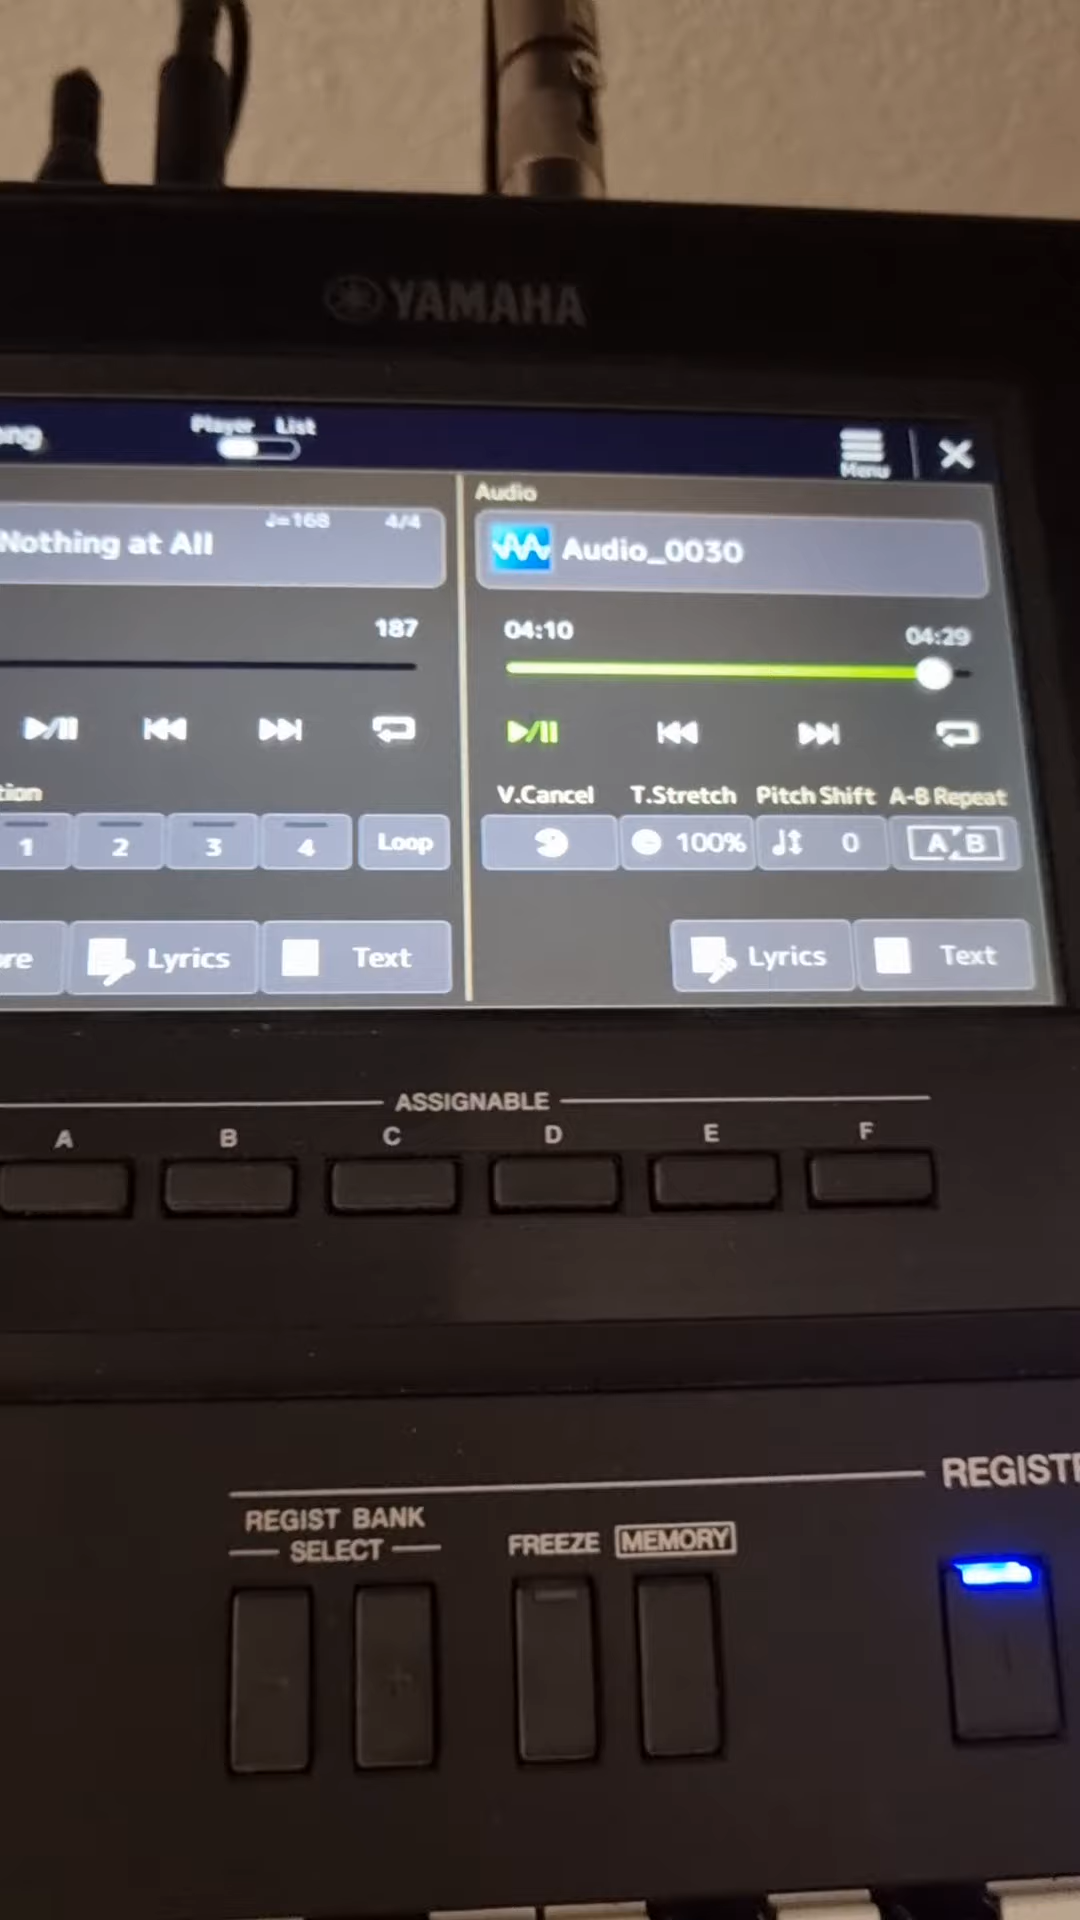 YAMAHA
ong
Player List
Menu
Audio
♩=168 4/4
Nothing at All
Audio_0030
187
04:10
04:29
tion
V.Cancel
T.Stretch
Pitch Shift
A-B Repeat
1
2
3
4
Loop
100%
0
A B
re
Lyrics
Text
Lyrics
Text
ASSIGNABLE
A
B
C
D
E
F
REGIST
REGIST BANK
SELECT
FREEZE
MEMORY
-
+
1